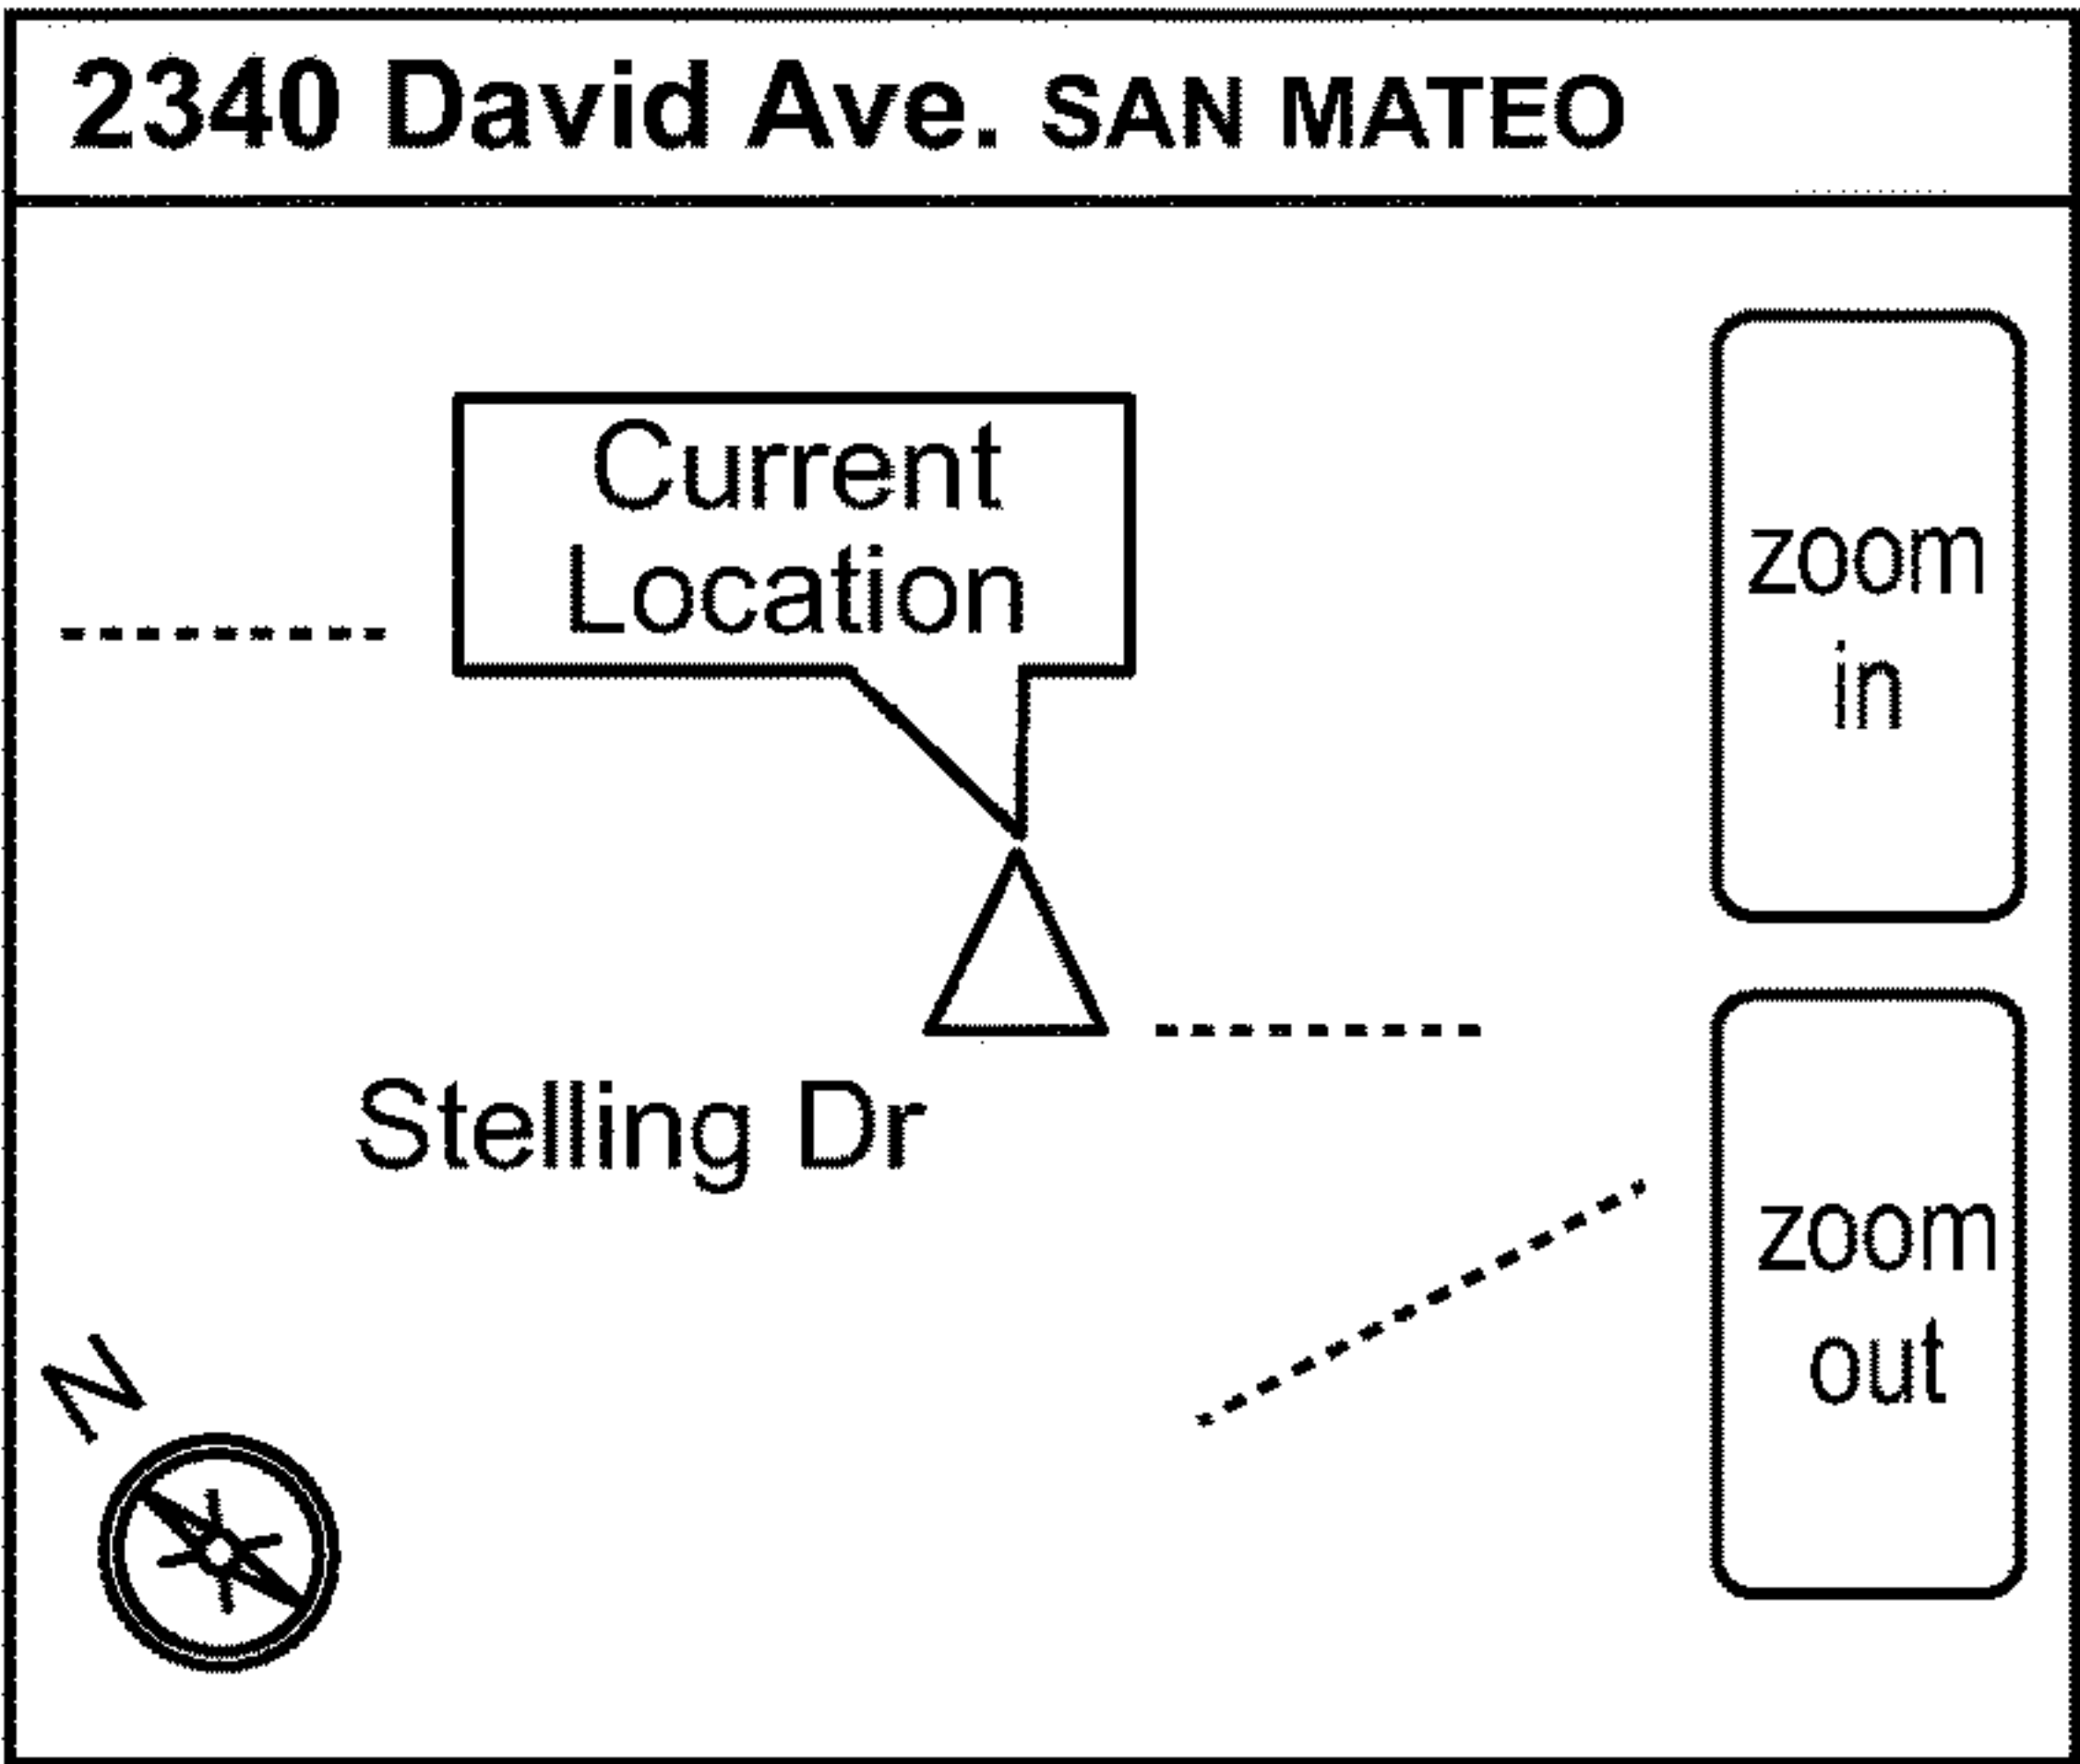 2340 David Ave. SAN MATEO
Current
Location
zoom
in
Stelling Dr
zoom
out
N